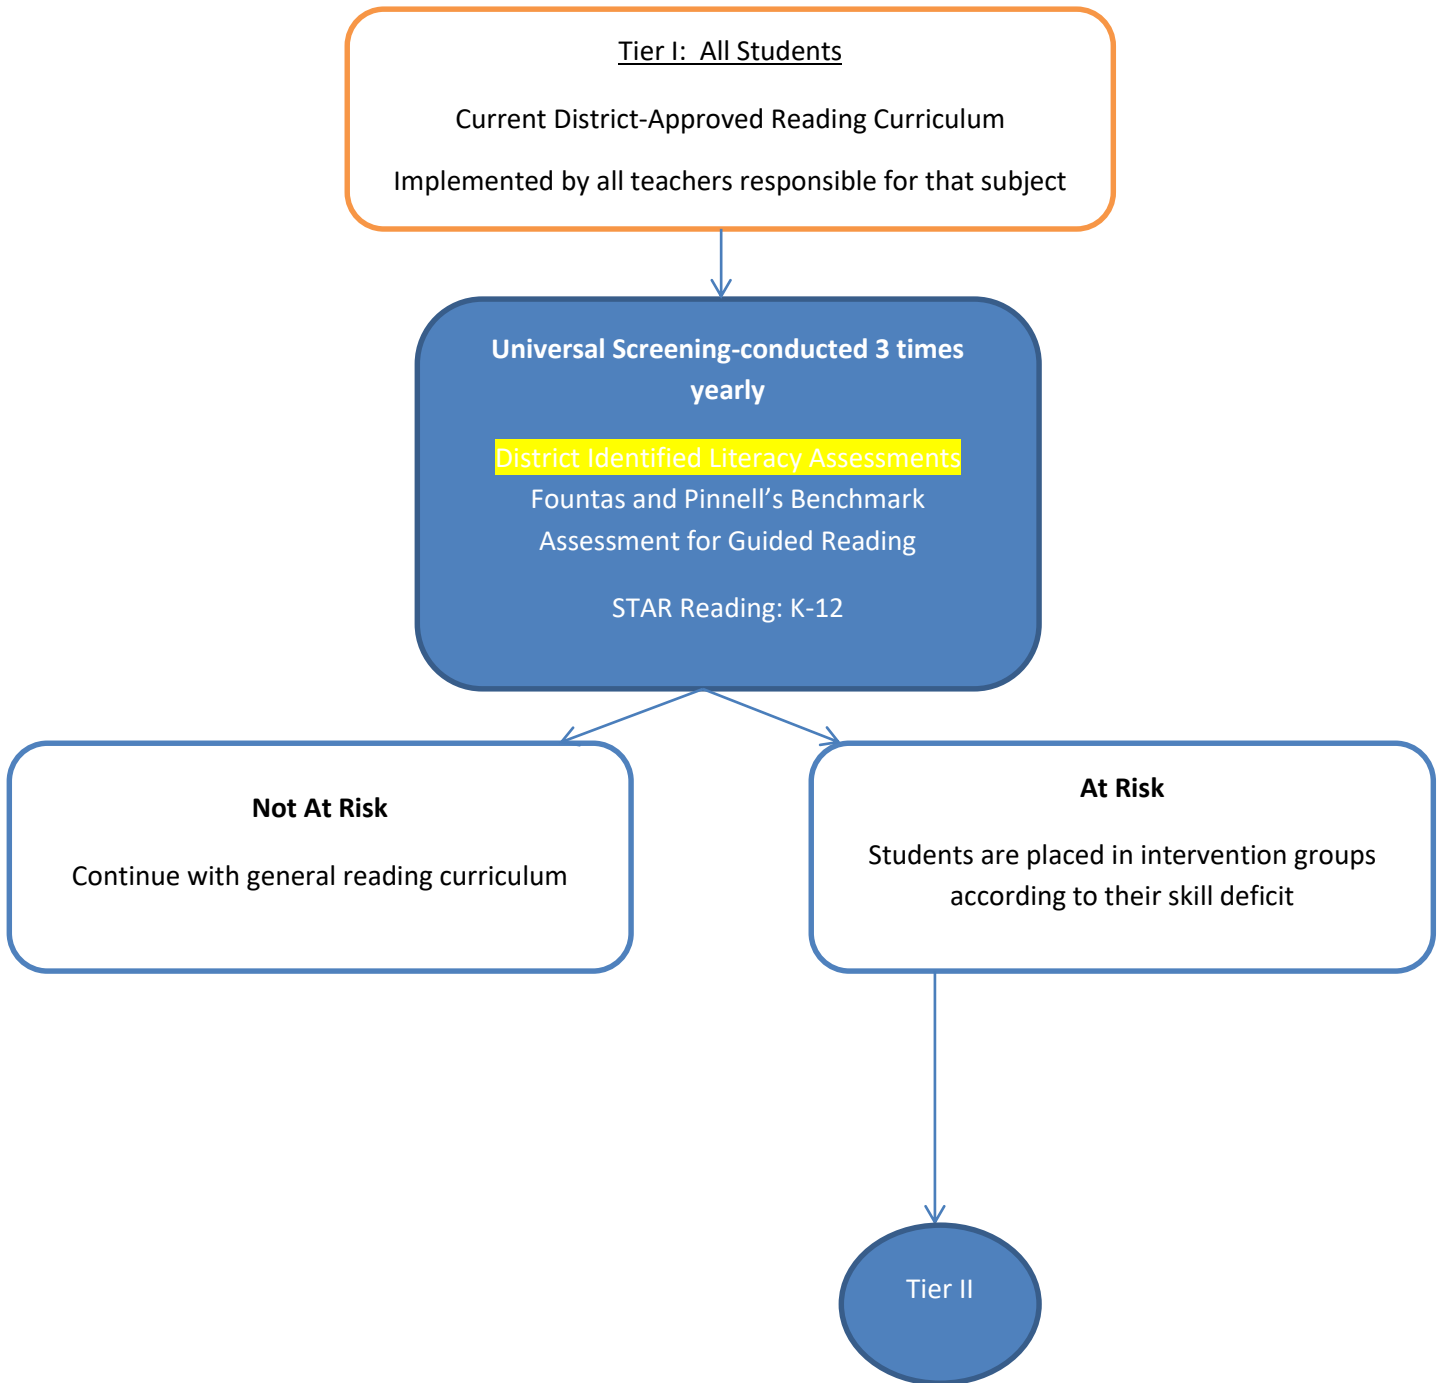 Tier I:  All Students
Current District-Approved Reading Curriculum
Implemented by all teachers responsible for that subject
Universal Screening-conducted 3 times
yearly
District Identified Literacy Assessments
Fountas and Pinnell’s Benchmark
Assessment for Guided Reading
STAR Reading: K-12
Not At Risk
Continue with general reading curriculum
At Risk
Students are placed in intervention groups
according to their skill deficit
Tier II